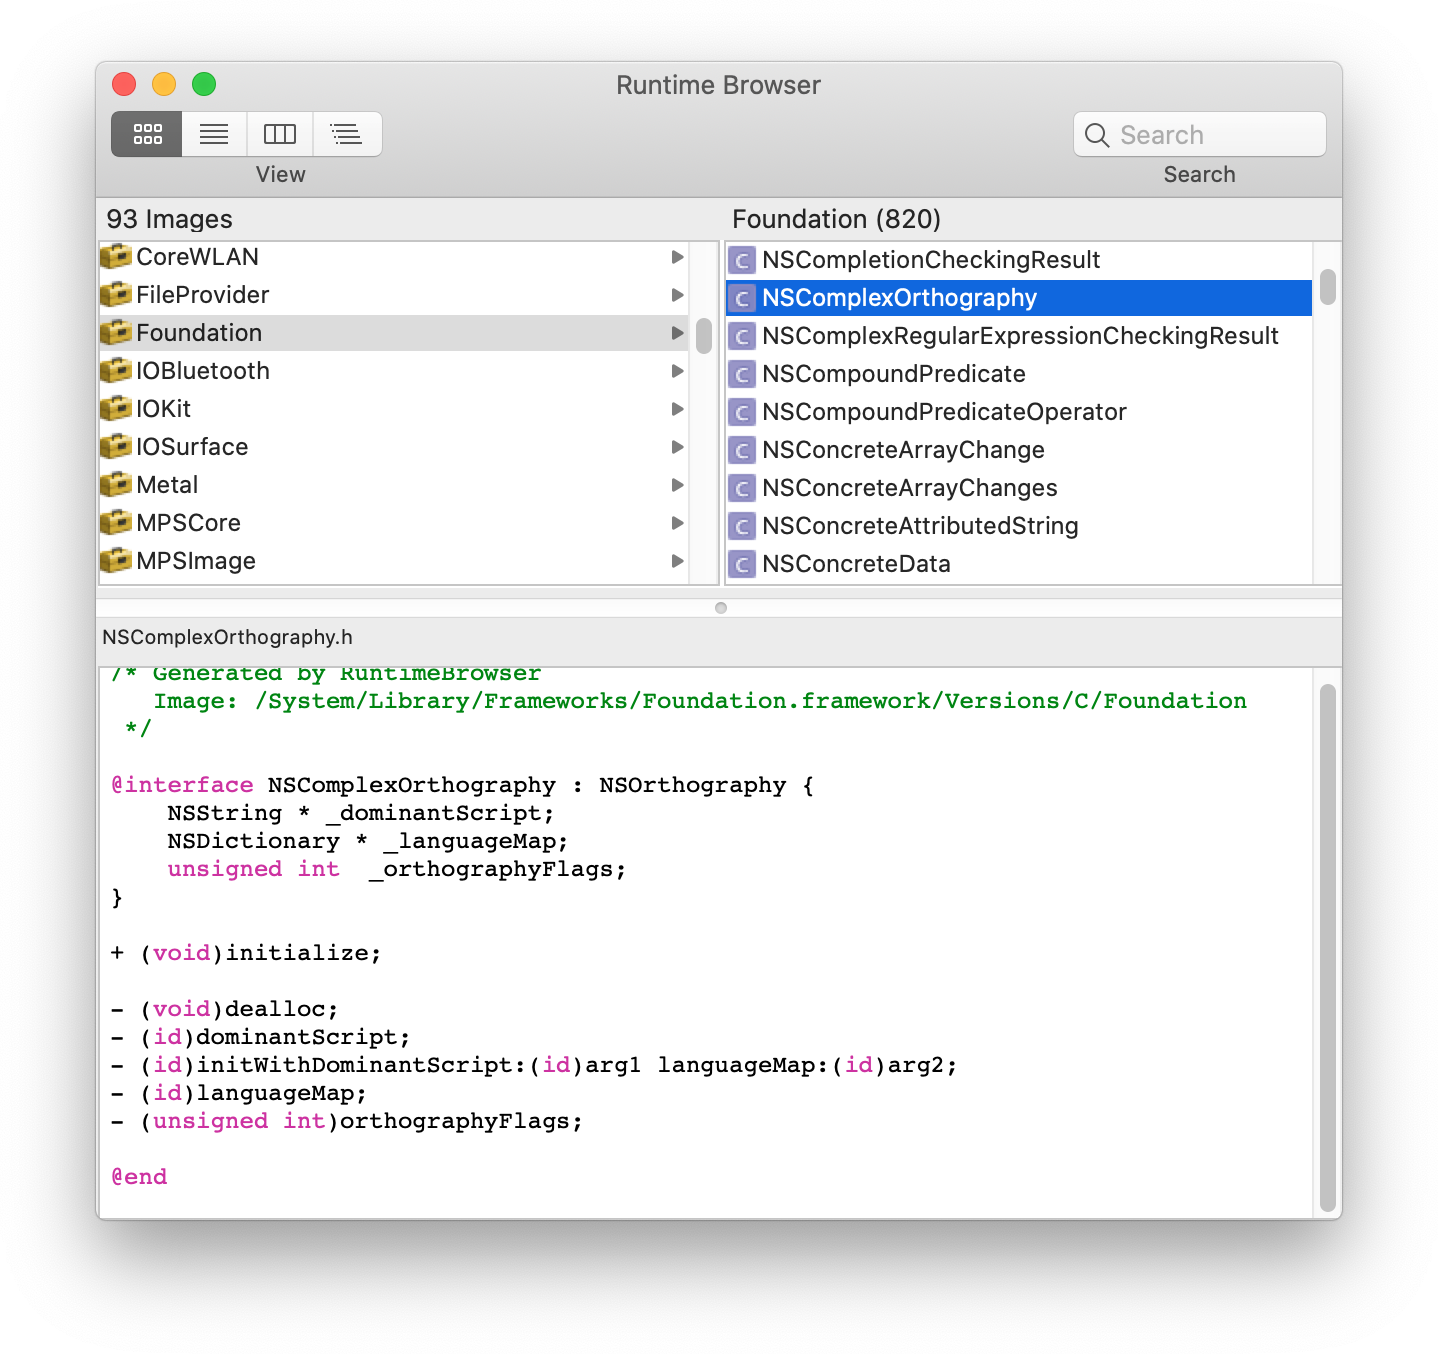 Runtime Browser
View
Search
Search
93 Images
CoreWLAN
FileProvider
Foundation
IOBluetooth
IOKit
IOSurface
Metal
MPSCore
MPSImage
Foundation (820)
C NSCompletionCheckingResult
C NSComplexOrthography
C NSComplexRegularExpressionCheckingResult
C NSCompoundPredicate
C NSCompoundPredicateOperator
C NSConcreteArrayChange
C NSConcreteArrayChanges
C NSConcreteAttributedString
C NSConcreteData
NSComplexOrthography.h
/* Generated by RuntimeBrowser
   Image: /System/Library/Frameworks/Foundation.framework/Versions/C/Foundation
 */
@interface NSComplexOrthography : NSOrthography {
    NSString * _dominantScript;
    NSDictionary * _languageMap;
    unsigned int  _orthographyFlags;
}
+ (void)initialize;
- (void)dealloc;
- (id)dominantScript;
- (id)initWithDominantScript:(id)arg1 languageMap:(id)arg2;
- (id)languageMap;
- (unsigned int)orthographyFlags;
@end